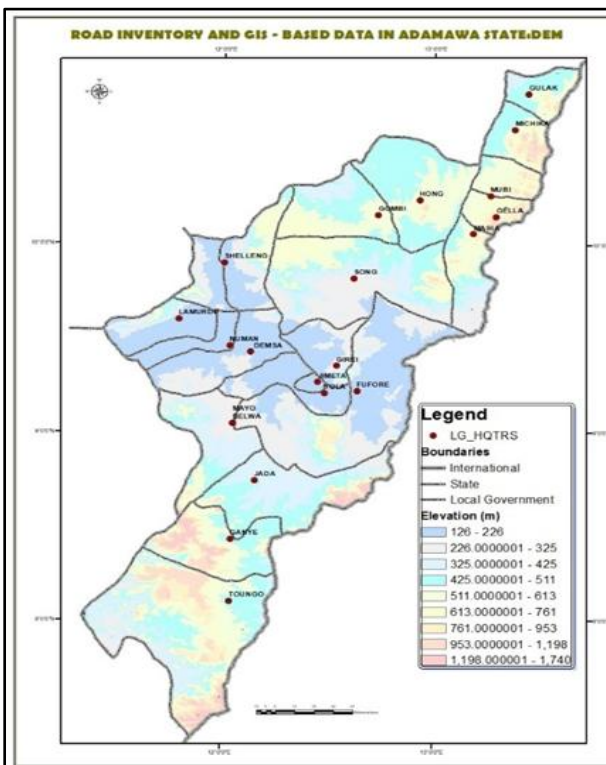 ROAD INVENTORY AND GIS - BASED DATA IN ADAMAWA STATE:DEM
GULAK
MICHIKA
MUBI
GELLA
MAIHA
HONG
GOMBI
SHELLENG
SONG
LAMURDE
NUMAN
DEMSA
GIREI
JIMETA
YOLA
FUFORE
MAYO
BELWA
JADA
GANYE
TOUNGO
Legend
LG_HQTRS
Boundaries
International
State
Local Government
Elevation (m)
126 - 226
226.0000001 - 325
325.0000001 - 425
425.0000001 - 511
511.0000001 - 613
613.0000001 - 761
761.0000001 - 953
953.0000001 - 1,198
1,198.000001 - 1,740